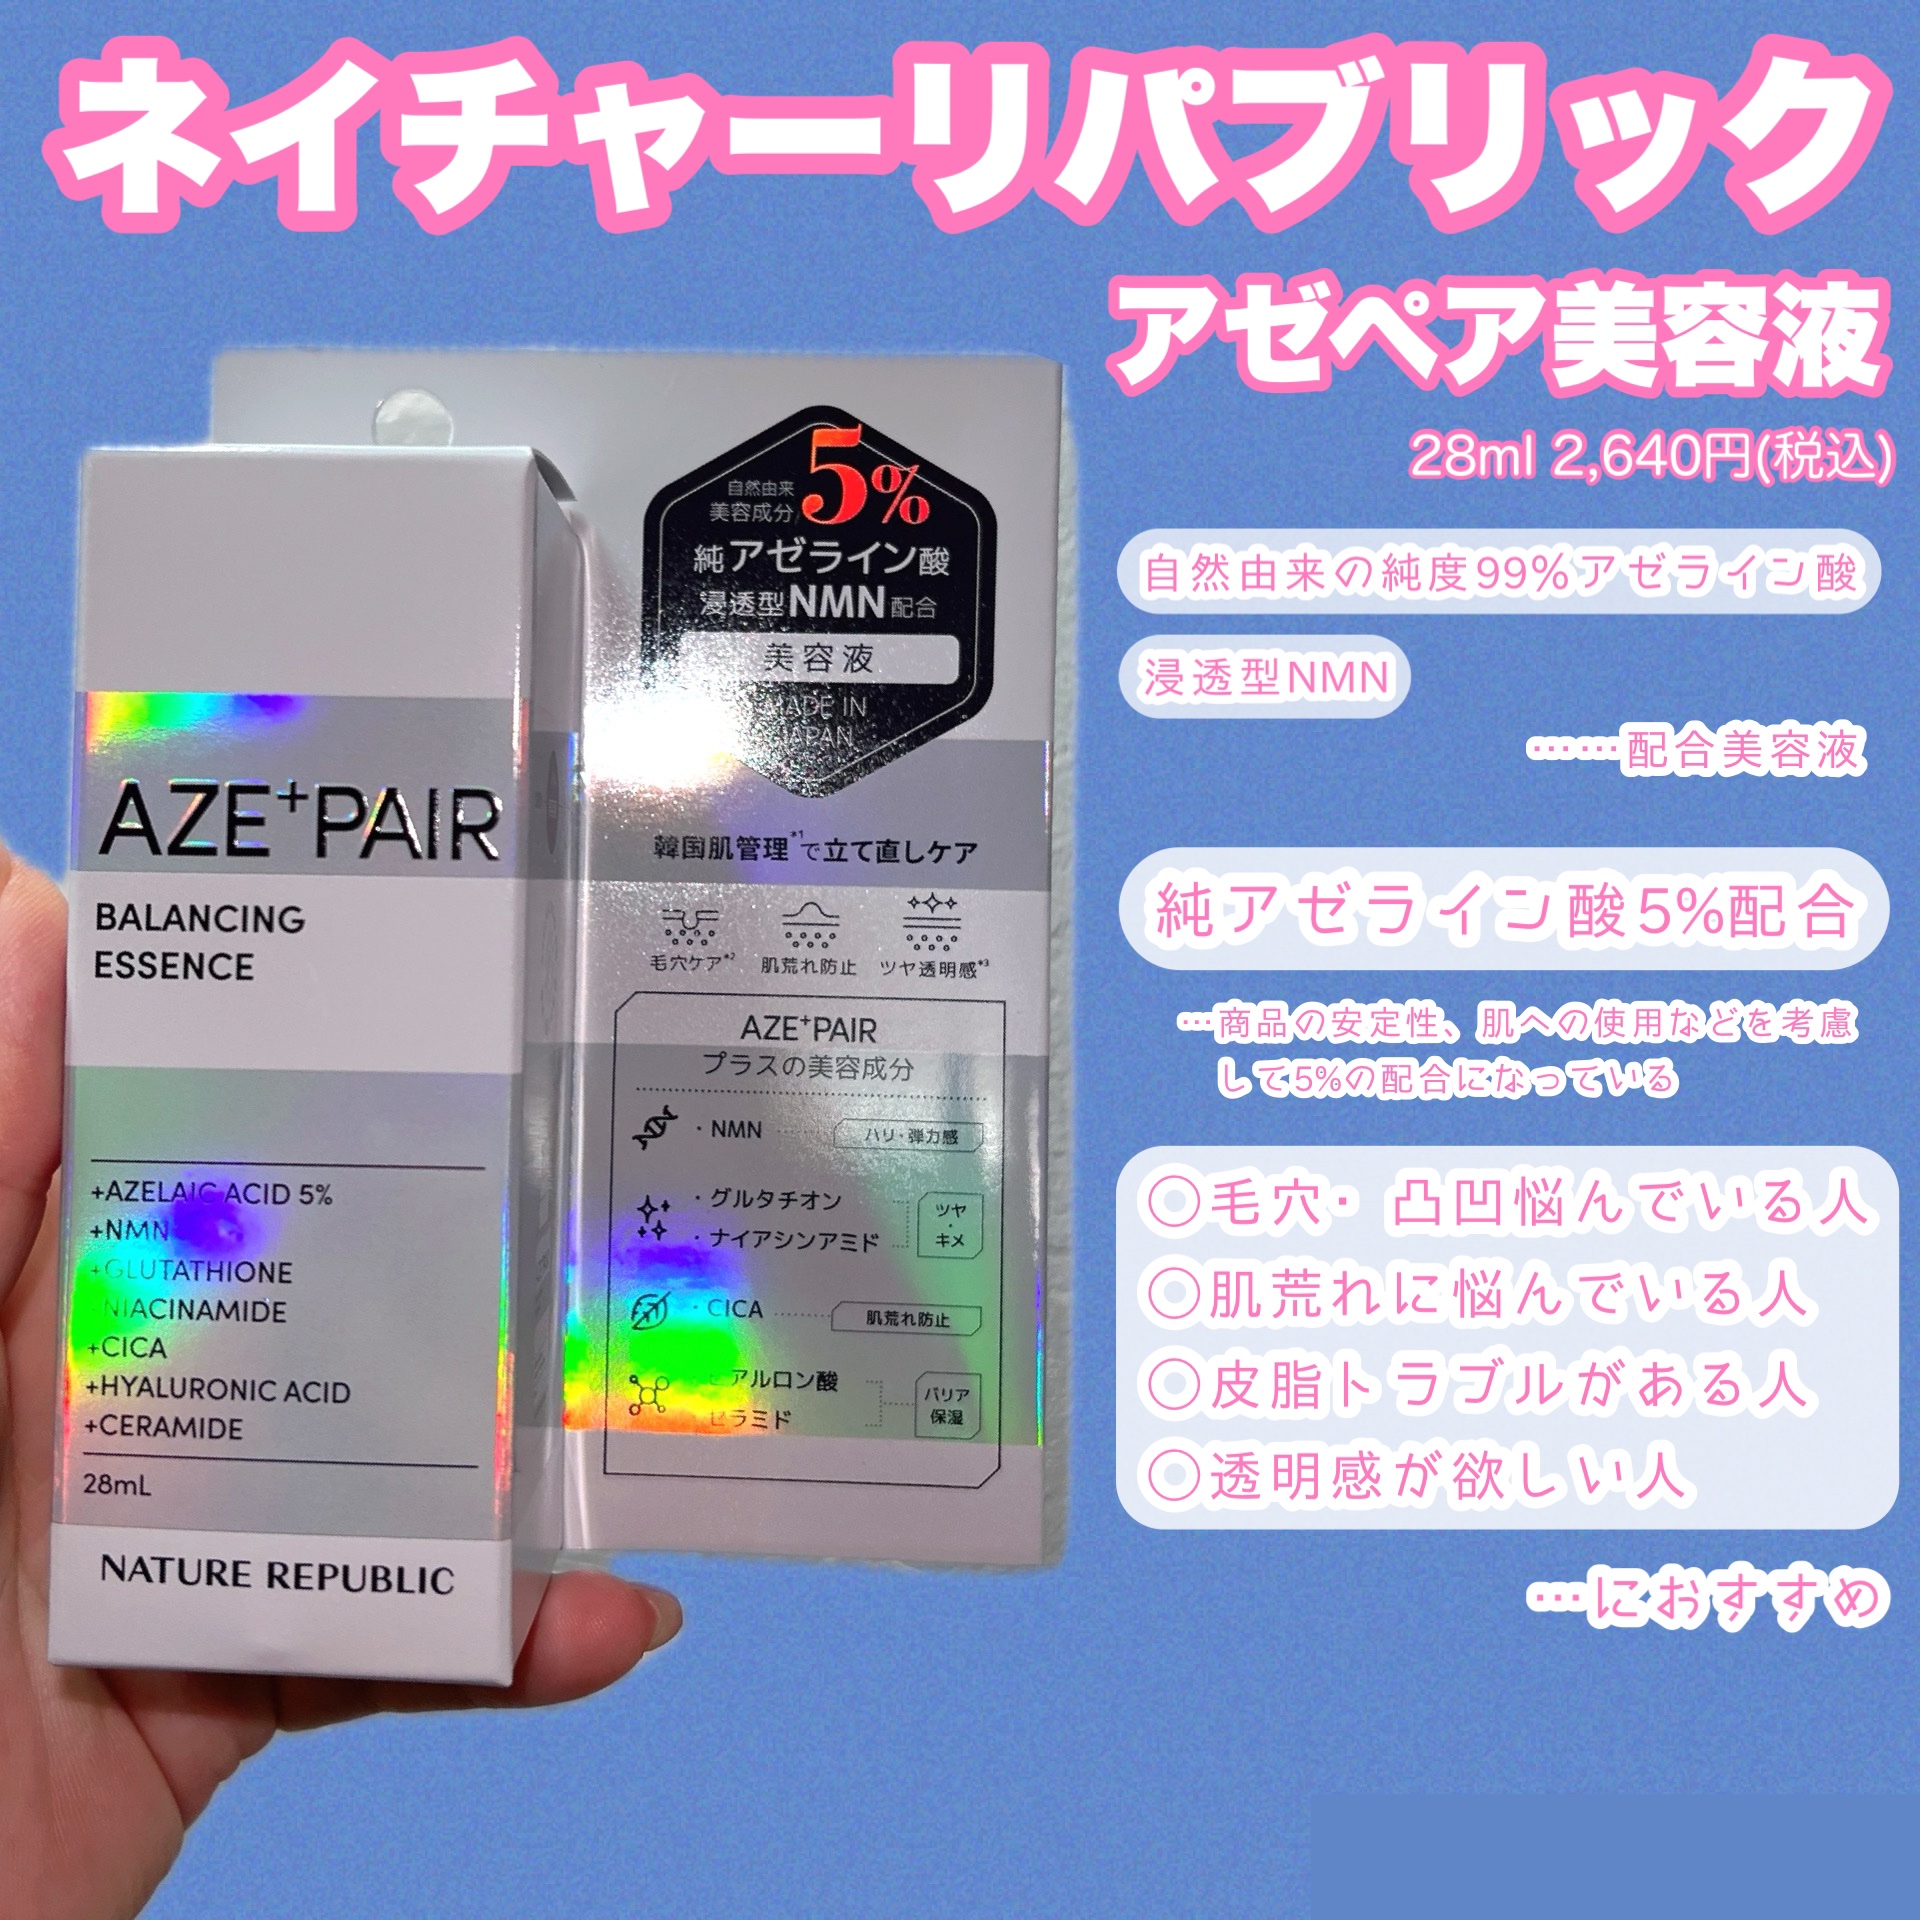 ネイチャーリパブリック
アゼペア美容液
28ml 2,640円(税込)
自然由来の純度99%アゼライン酸
浸透型NMN
……配合美容液
純アゼライン酸5%配合
…商品の安定性、肌への使用などを考慮
して5%の配合になっている
○毛穴・凸凹悩んでいる人
○肌荒れに悩んでいる人
○皮脂トラブルがある人
○透明感が欲しい人
…におすすめ
AZE+PAIR
BALANCING
ESSENCE
+AZELAIC ACID 5%
+NMN
+GLUTATHIONE
NIACINAMIDE
+CICA
+HYALURONIC ACID
+CERAMIDE
28mL
NATURE REPUBLIC
自然由来
美容成分 5%
純アゼライン酸
浸透型NMN配合
美容液
MADE IN
JAPAN
韓国肌管理*1で立て直しケア
毛穴ケア*2 肌荒れ防止 ツヤ透明感*3
AZE+PAIR
プラスの美容成分
・NMN ハリ・弾力感
・グルタチオン
・ナイアシンアミド
ツヤ
・
キメ
・CICA 肌荒れ防止
アルロン酸
セラミド
バリア
保湿